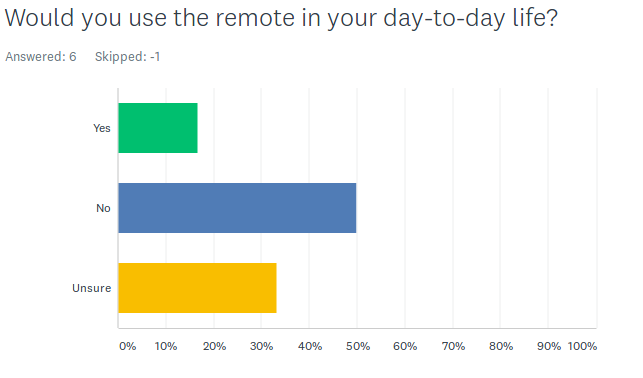 Would you use the remote in your day-to-day life?
Answered: 6 Skipped: -1
Yes
No
Unsure
0% 10% 20% 30% 40% 50% 60% 70% 80% 90% 100%